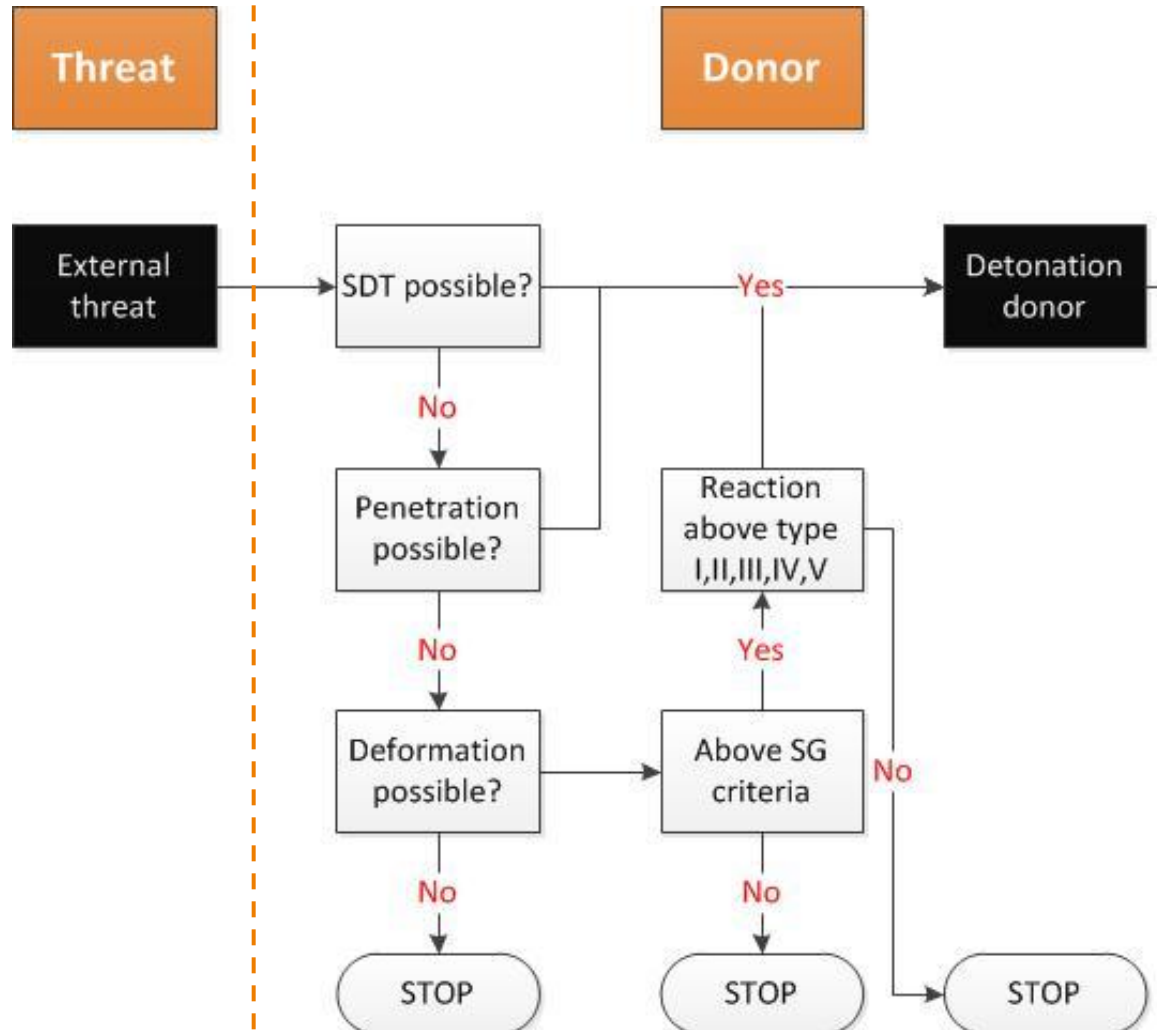 Threat
Donor
External
threat
SDT possible?
Yes
Detonation
donor
No
Penetration
possible?
Reaction
above type
I,II,III,IV,V
No
Yes
Deformation
possible?
Above SG
criteria
No
No
No
STOP
STOP
STOP